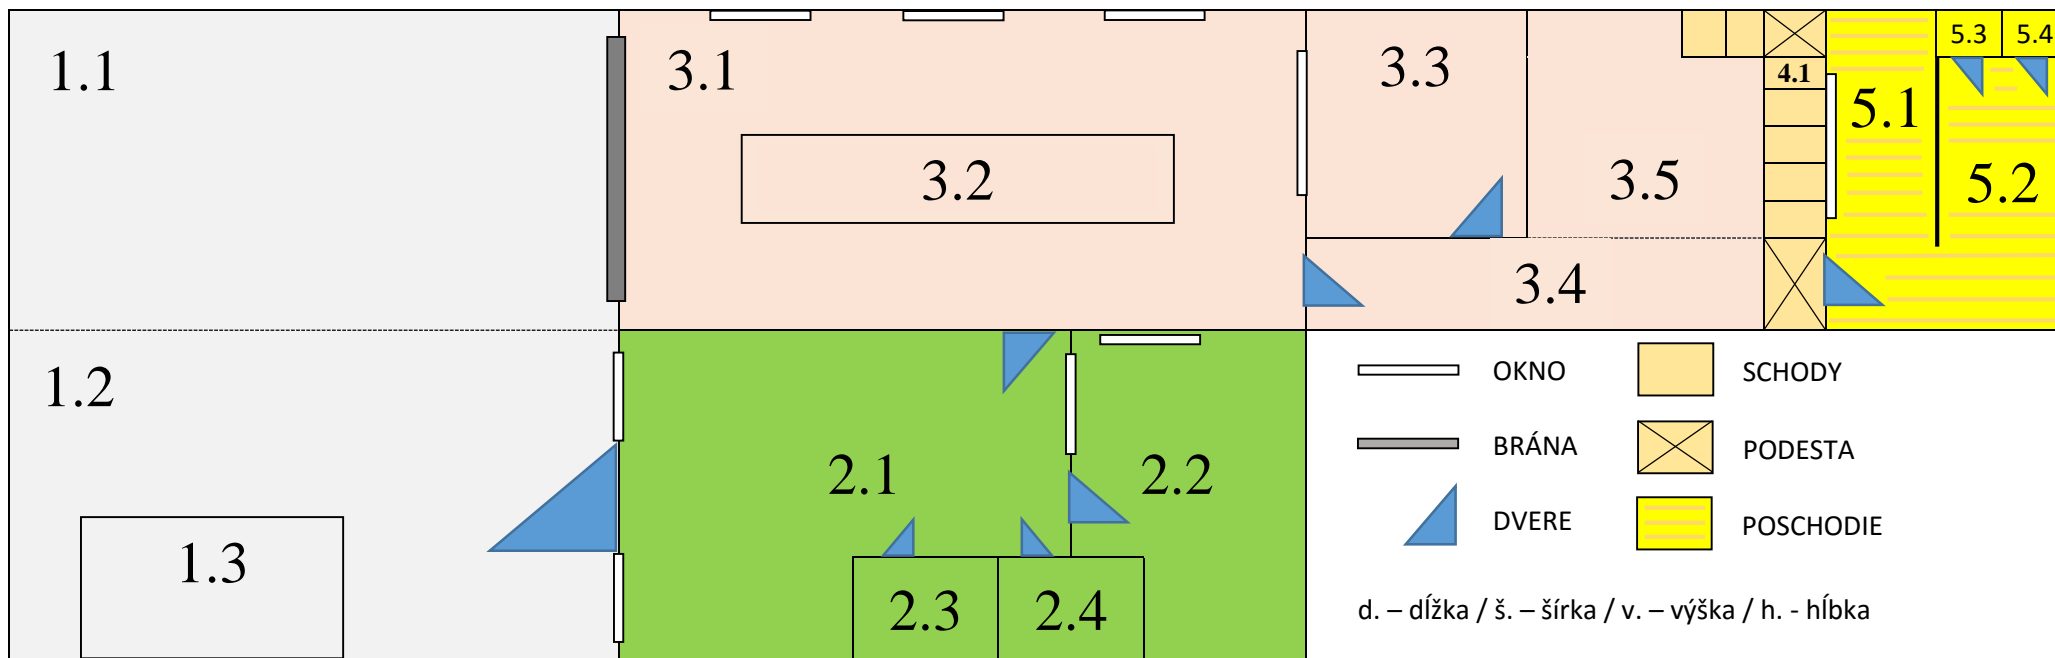 1.1
3.1
3.2
3.3
3.5
4.1
5.1
5.3
5.4
5.2
3.4
1.2
1.3
2.1
2.2
2.3
2.4
OKNO
SCHODY
BRÁNA
PODESTA
DVERE
POSCHODIE
d. – dĺžka / š. – šírka / v. – výška / h. - hĺbka